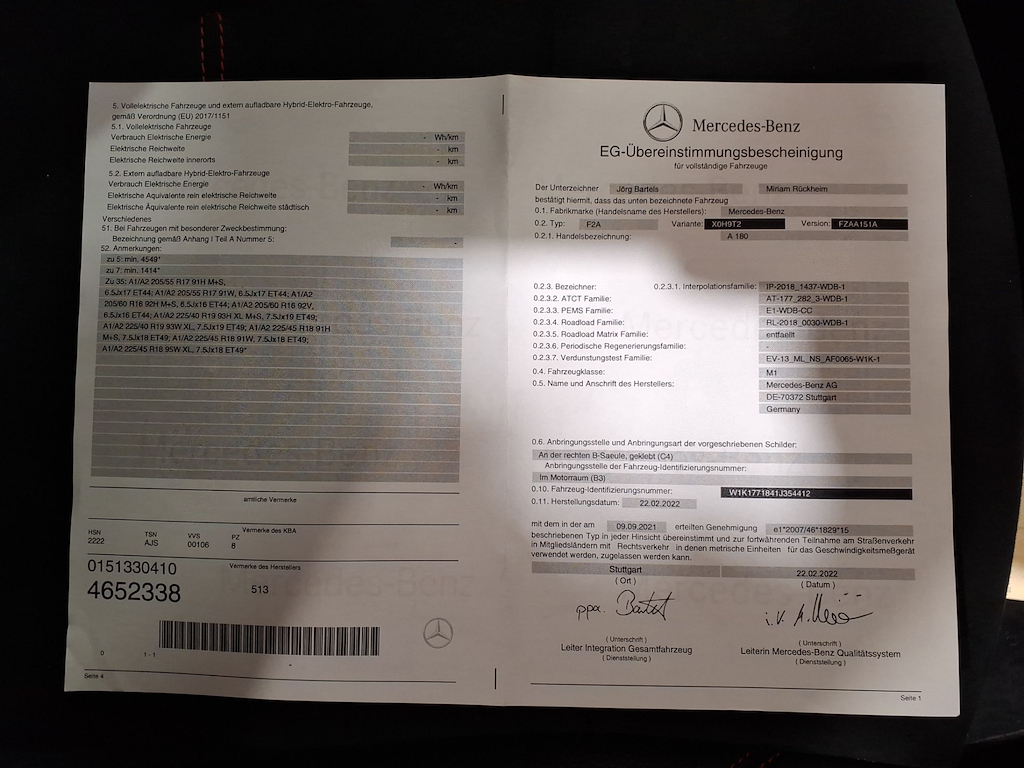 5. Vollelektrische Fahrzeuge und extern aufladbare Hybrid-Elektro-Fahrzeuge,
gemäß Verordnung (EU) 2017/1151
5.1. Vollelektrische Fahrzeuge
Verbrauch Elektrische Energie - Wh/km
Elektrische Reichweite - km
Elektrische Reichweite innerorts - km
5.2. Extern aufladbare Hybrid-Elektro-Fahrzeuge
Verbrauch Elektrische Energie - Wh/km
Elektrische Äquivalente rein elektrische Reichweite - km
Elektrische Äquivalente rein elektrische Reichweite städtisch - km
Verschiedenes
51. Bei Fahrzeugen mit besonderer Zweckbestimmung:
Bezeichnung gemäß Anhang I Teil A Nummer 5: -
52. Anmerkungen:
zu 5: min. 4549*
zu 7: min. 1414*
Zu 35: A1/A2 205/55 R17 91H M+S,
6.5Jx17 ET44; A1/A2 205/55 R17 91W, 6.5Jx17 ET44; A1/A2
205/60 R16 92H M+S, 6.5Jx16 ET44; A1/A2 205/60 R16 92V,
6.5Jx16 ET44; A1/A2 225/40 R19 93H XL M+S, 7.5Jx19 ET49;
A1/A2 225/40 R19 93W XL, 7.5Jx19 ET49; A1/A2 225/45 R18 91H
M+S, 7.5Jx18 ET49; A1/A2 225/45 R18 91W, 7.5Jx18 ET49;
A1/A2 225/45 R18 95W XL, 7.5Jx18 ET49*
amtliche Vermerke
Vermerke des KBA
HSN TSN VVS PZ
2222 AJS 00106 8
0151330410 Vermerke des Herstellers
4652338 513
D 1 - 1 -
Seite 4
Mercedes-Benz
EG-Übereinstimmungsbescheinigung
für vollständige Fahrzeuge
Der Unterzeichner Jörg Bartels Miriam Rückheim
bestätigt hiermit, dass das unten bezeichnete Fahrzeug
0.1. Fabrikmarke (Handelsname des Herstellers): Mercedes-Benz
0.2. Typ: F2A Variante: X0H9T2 Version: FZAA151A
0.2.1. Handelsbezeichnung: A 180
0.2.3. Bezeichner: 0.2.3.1. Interpolationsfamilie: IP-2018_1437-WDB-1
0.2.3.2. ATCT Familie: AT-177_282_3-WDB-1
0.2.3.3. PEMS Familie: E1-WDB-CC
0.2.3.4. Roadload Familie: RL-2018_0030-WDB-1
0.2.3.5. Roadload Matrix Familie: entfaellt
0.2.3.6. Periodische Regenerierungsfamilie: -
0.2.3.7. Verdunstungstest Familie: EV-13_ML_NS_AF0065-W1K-1
0.4. Fahrzeugklasse: M1
0.5. Name und Anschrift des Herstellers: Mercedes-Benz AG
DE-70372 Stuttgart
Germany
0.6. Anbringungsstelle und Anbringungsart der vorgeschriebenen Schilder:
An der rechten B-Saeule, geklebt (C4)
Anbringungsstelle der Fahrzeug-Identifizierungsnummer:
Im Motorraum (B3)
0.10. Fahrzeug-Identifizierungsnummer: W1K1771841J354412
0.11. Herstellungsdatum: 22.02.2022
mit dem in der am 09.09.2021 erteilten Genehmigung e1*2007/46*1829*15
beschriebenen Typ in jeder Hinsicht übereinstimmt und zur fortwährenden Teilnahme am Straßenverkehr
in Mitgliedsländern mit Rechtsverkehr in denen metrische Einheiten für das Geschwindigkeitsmeßgerät
verwendet werden, zugelassen werden kann.
Stuttgart 22.02.2022
( Ort ) ( Datum )
ppa. i.V.
( Unterschrift ) ( Unterschrift )
Leiter Integration Gesamtfahrzeug Leiterin Mercedes-Benz Qualitätssystem
( Dienststellung ) ( Dienststellung )
Seite 1